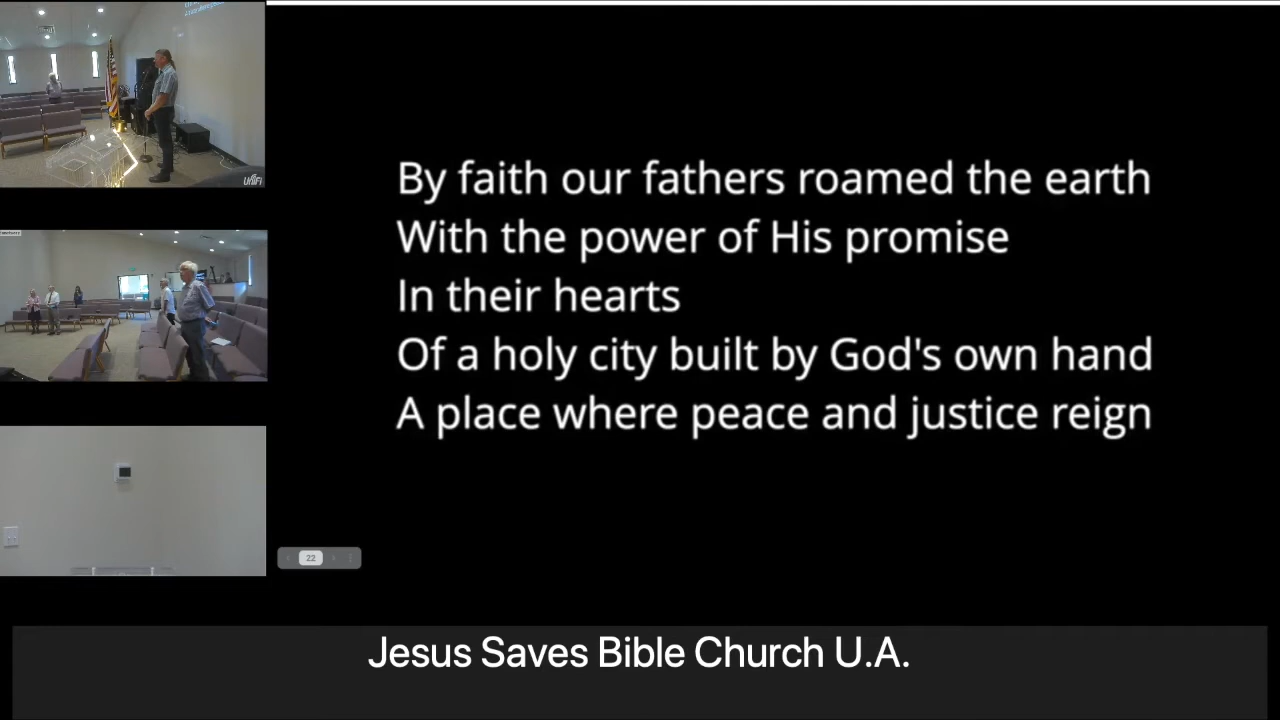 By faith our fathers roamed the earth
With the power of His promise
In their hearts
Of a holy city built by God's own hand
A place where peace and justice reign
UniFi
22
Jesus Saves Bible Church U.A.